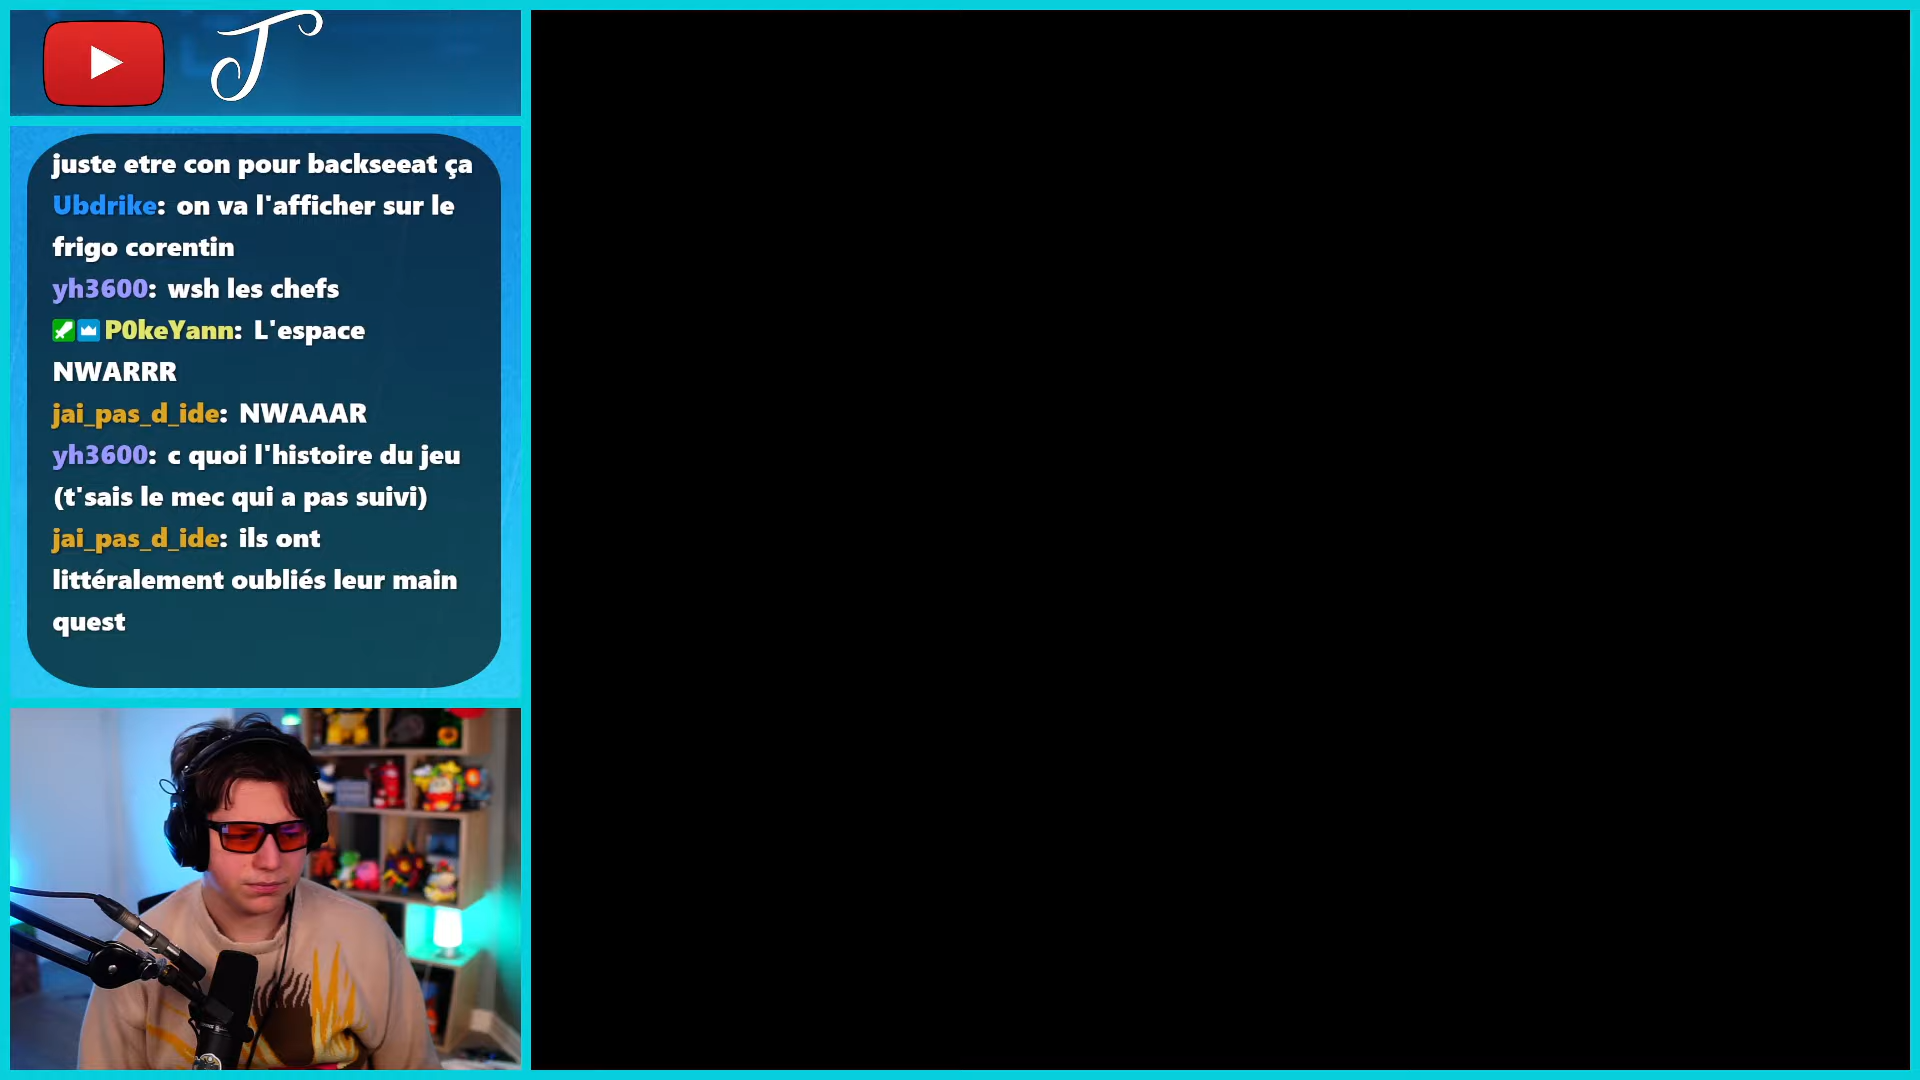 J
juste etre con pour backseeat ça
Ubdrike: on va l'afficher sur le
frigo corentin
yh3600: wsh les chefs
P0keYann: L'espace
NWARRR
jai_pas_d_ide: NWAAAR
yh3600: c quoi l'histoire du jeu
(t'sais le mec qui a pas suivi)
jai_pas_d_ide: ils ont
littéralement oubliés leur main
quest